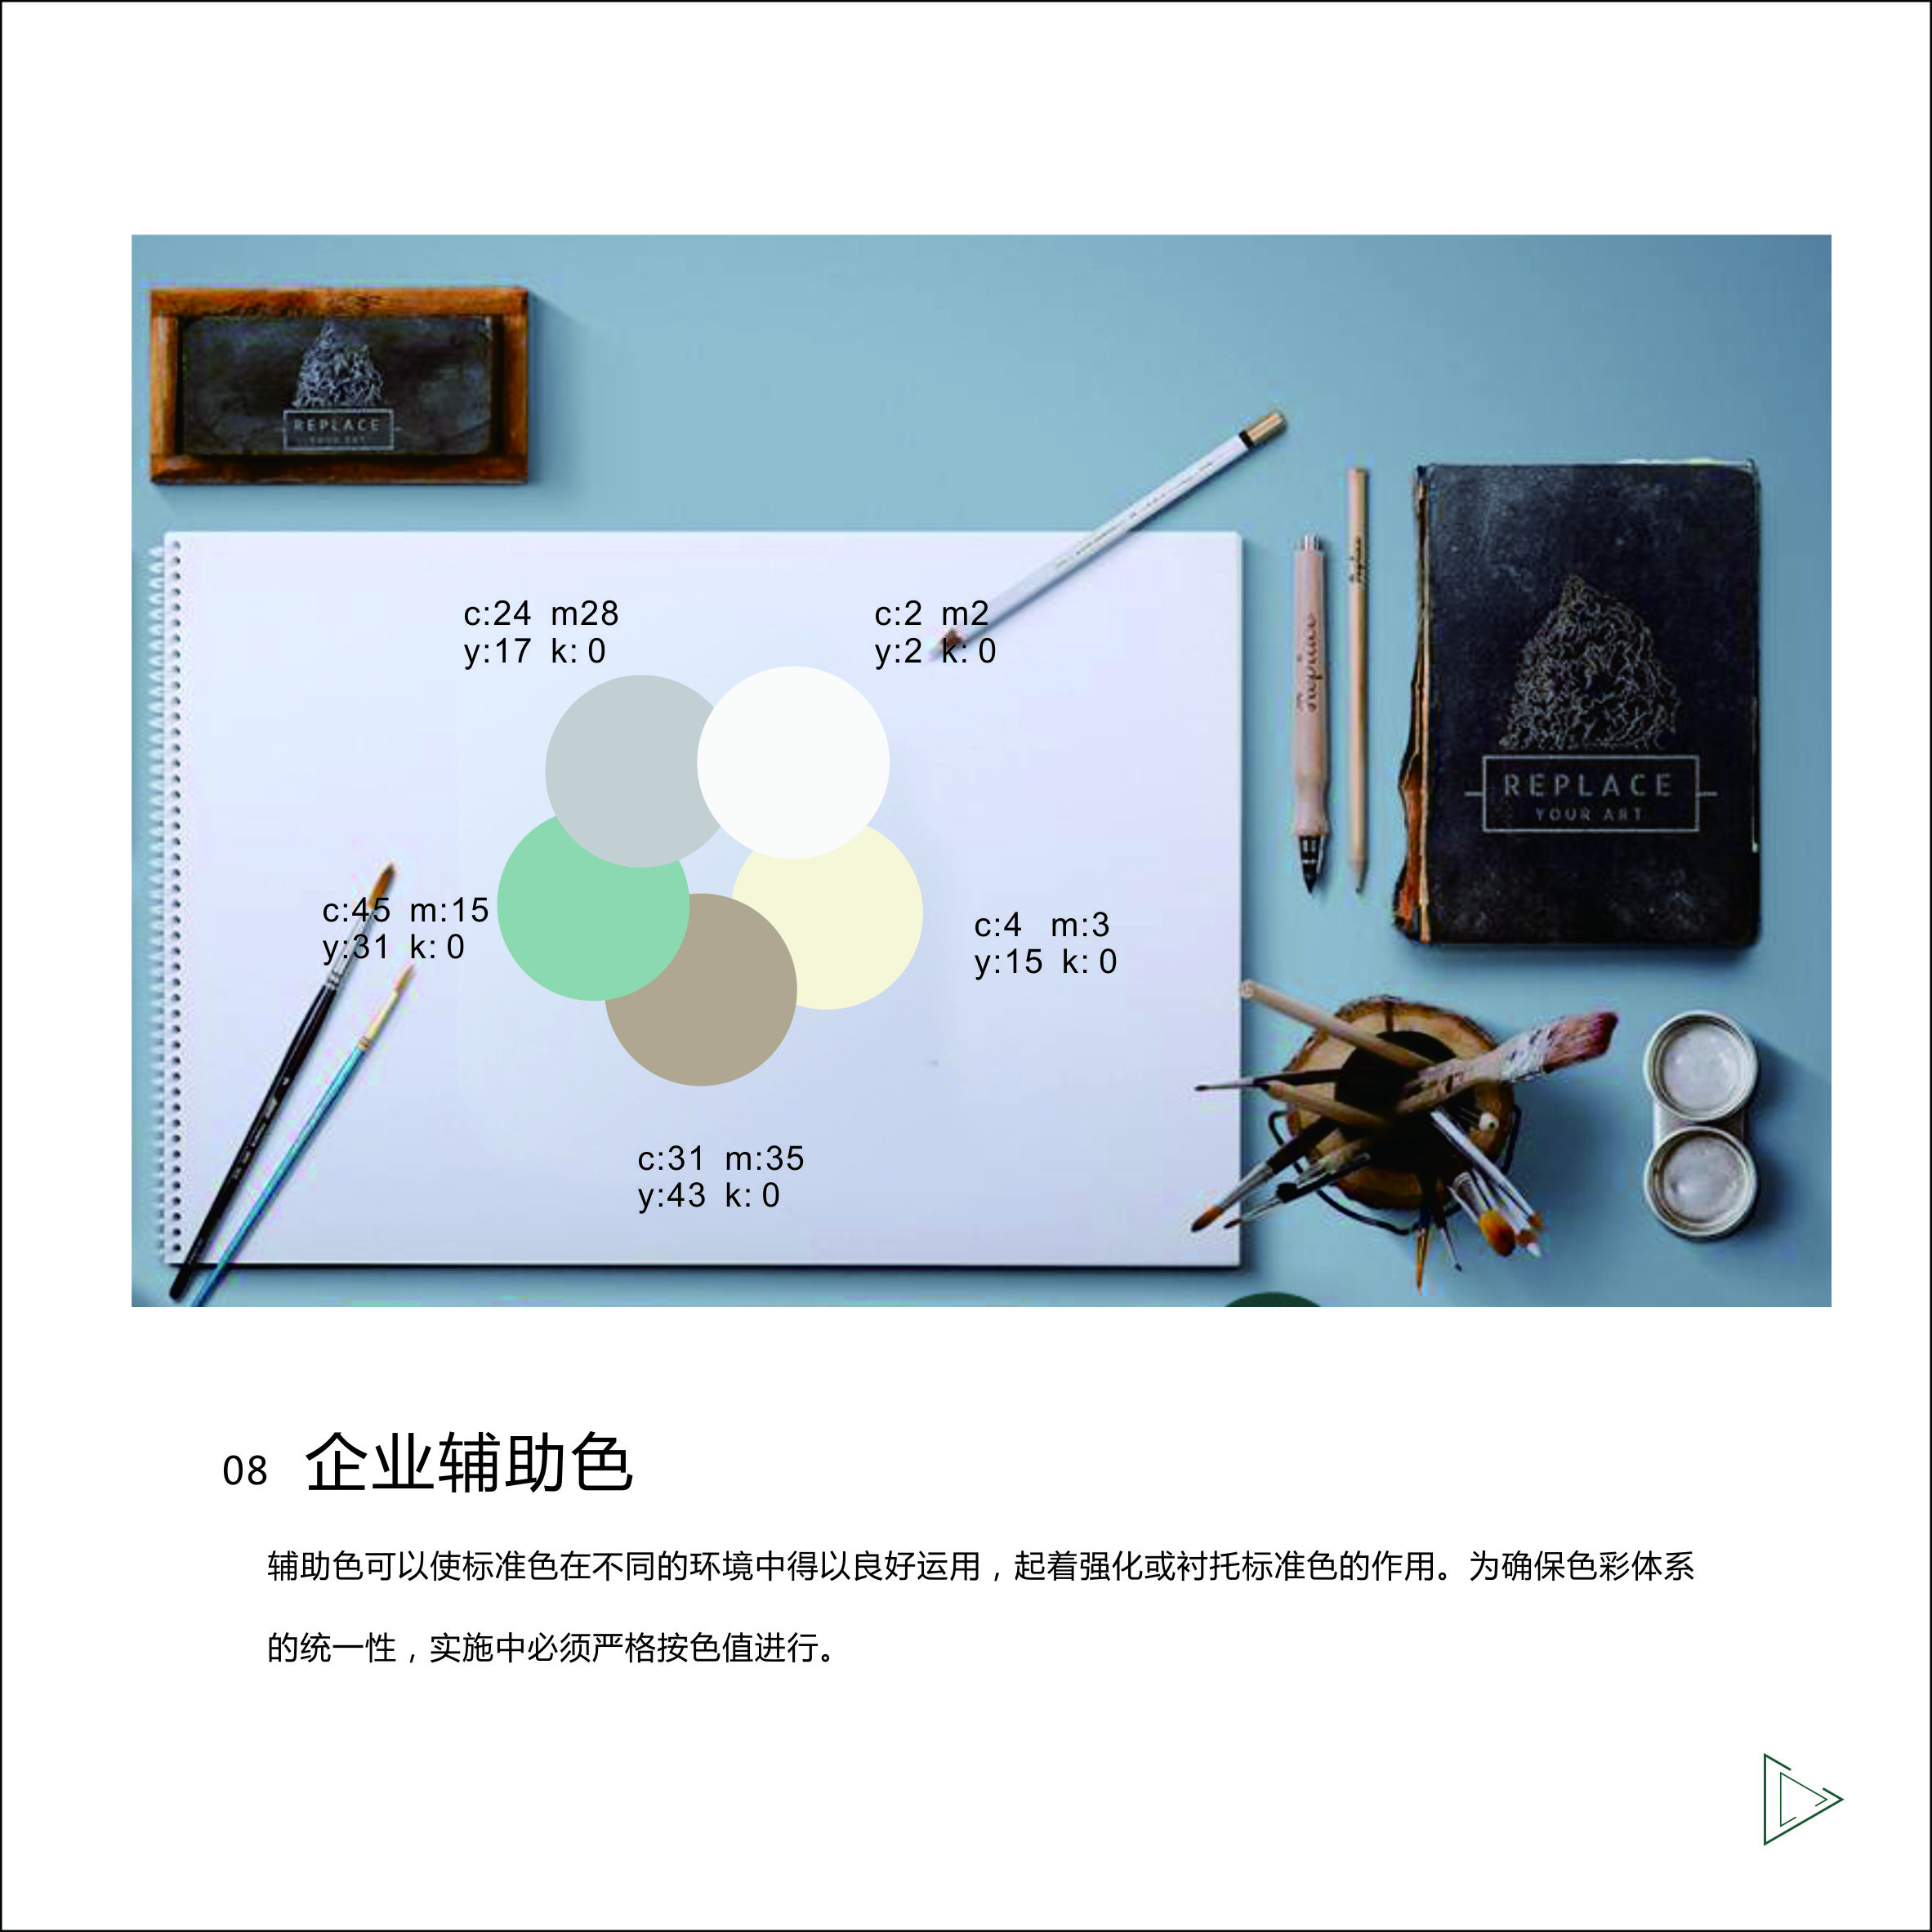 REPLACE
YOUR ART
c:24 m28
y:17 k: 0
c:2 m2
y:2 k: 0
Replace
Replace
REPLACE
YOUR ART
c:45 m:15
y:31 k: 0
c:4 m:3
y:15 k: 0
c:31 m:35
y:43 k: 0
08 企业辅助色
辅助色可以使标准色在不同的环境中得以良好运用，起着强化或衬托标准色的作用。为确保色彩体系
的统一性，实施中必须严格按色值进行。